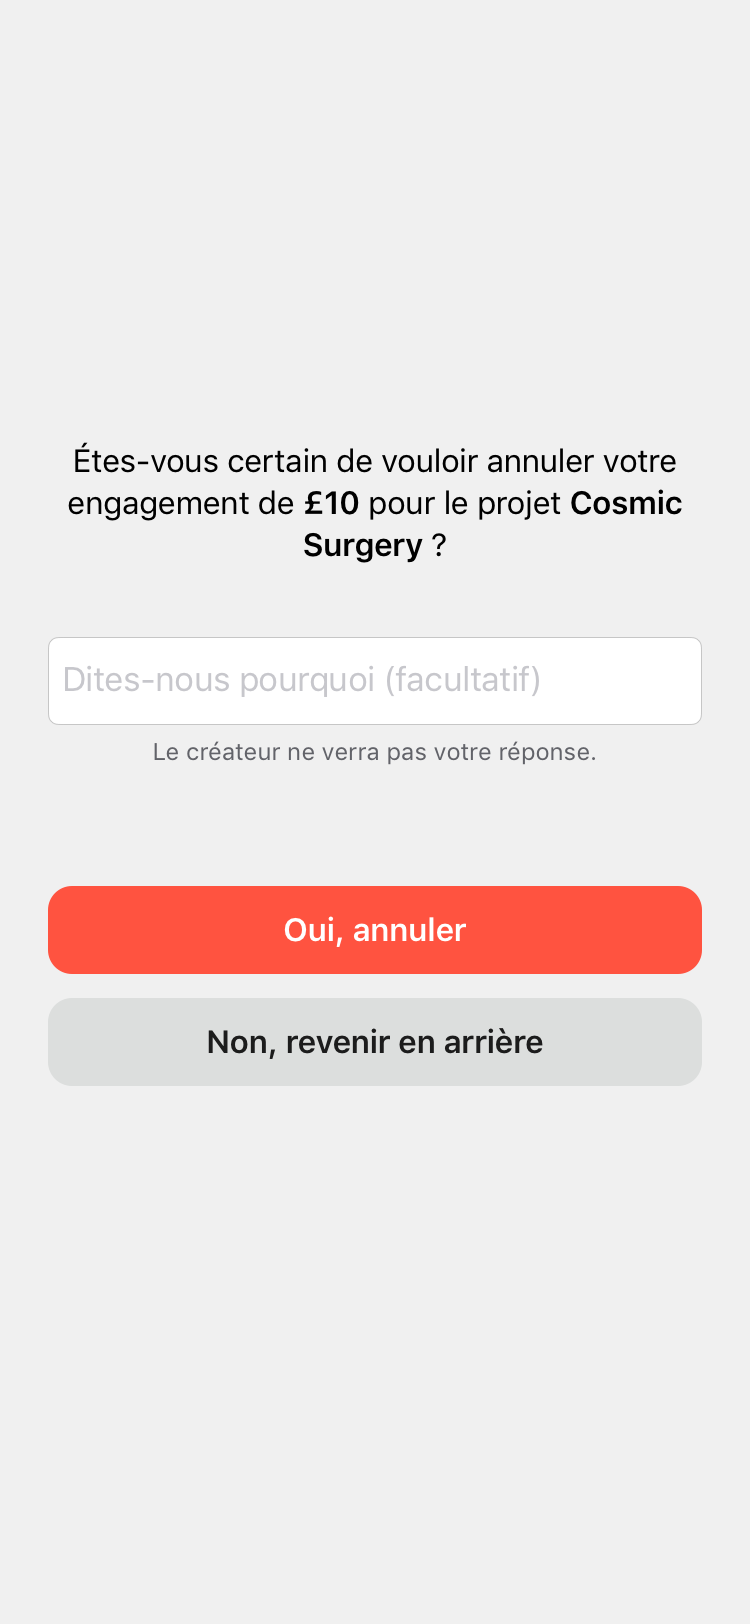 Êtes-vous certain de vouloir annuler votre
engagement de £10 pour le projet Cosmic
Surgery ?
Dites-nous pourquoi (facultatif)
Le créateur ne verra pas votre réponse.
Oui, annuler
Non, revenir en arrière